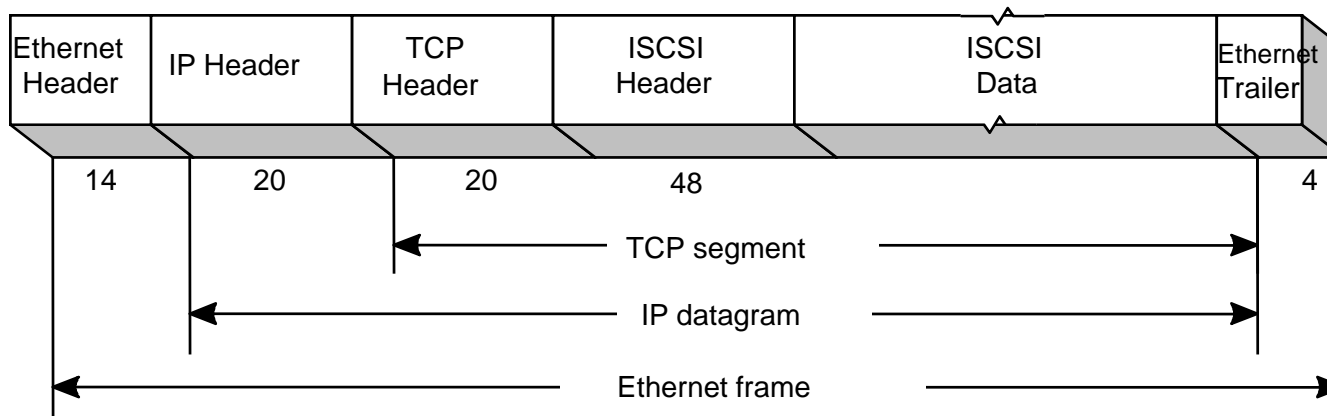 Ethernet
Header
IP Header
TCP
Header
ISCSI
Header
ISCSI
Data
Ethernet
Trailer
14
20
20
48
4
TCP segment
IP datagram
Ethernet frame